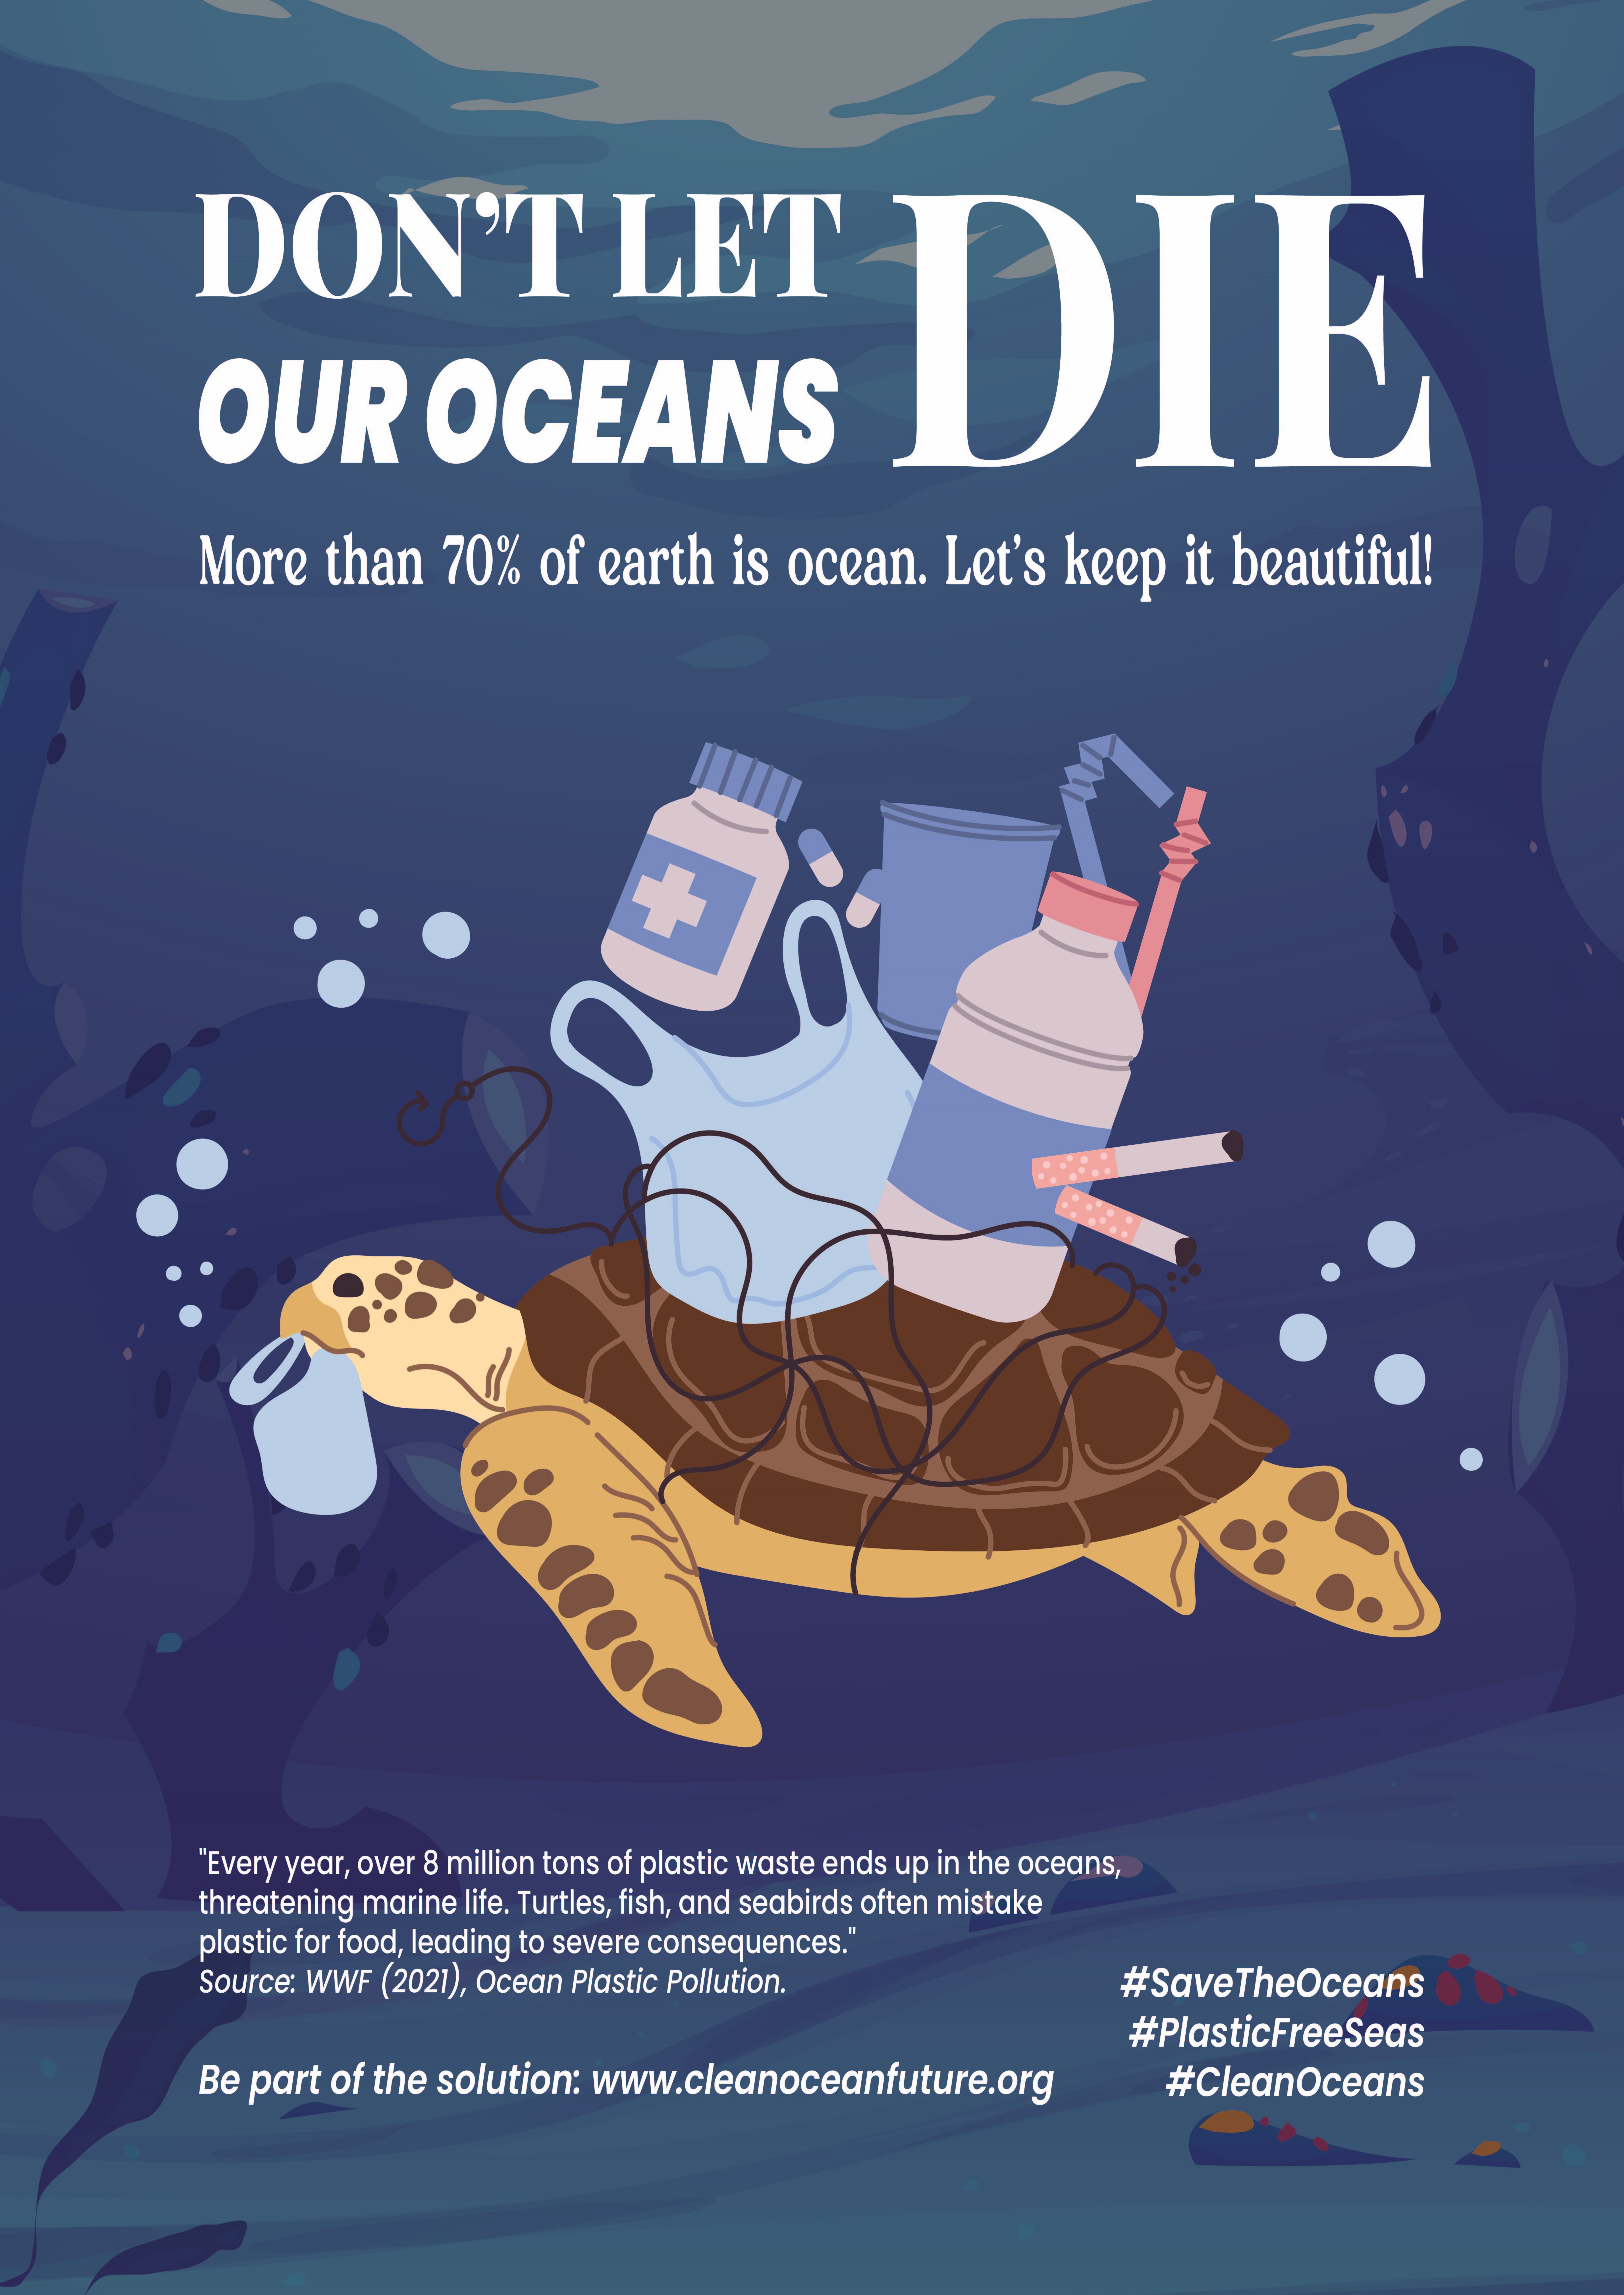 DON’T LET
OUR OCEANS
DIE
More than 70% of earth is ocean. Let’s keep it beautiful!
"Every year, over 8 million tons of plastic waste ends up in the oceans,
threatening marine life. Turtles, fish, and seabirds often mistake
plastic for food, leading to severe consequences."
Source: WWF (2021), Ocean Plastic Pollution.
Be part of the solution: www.cleanoceanfuture.org
#SaveTheOceans
#PlasticFreeSeas
#CleanOceans